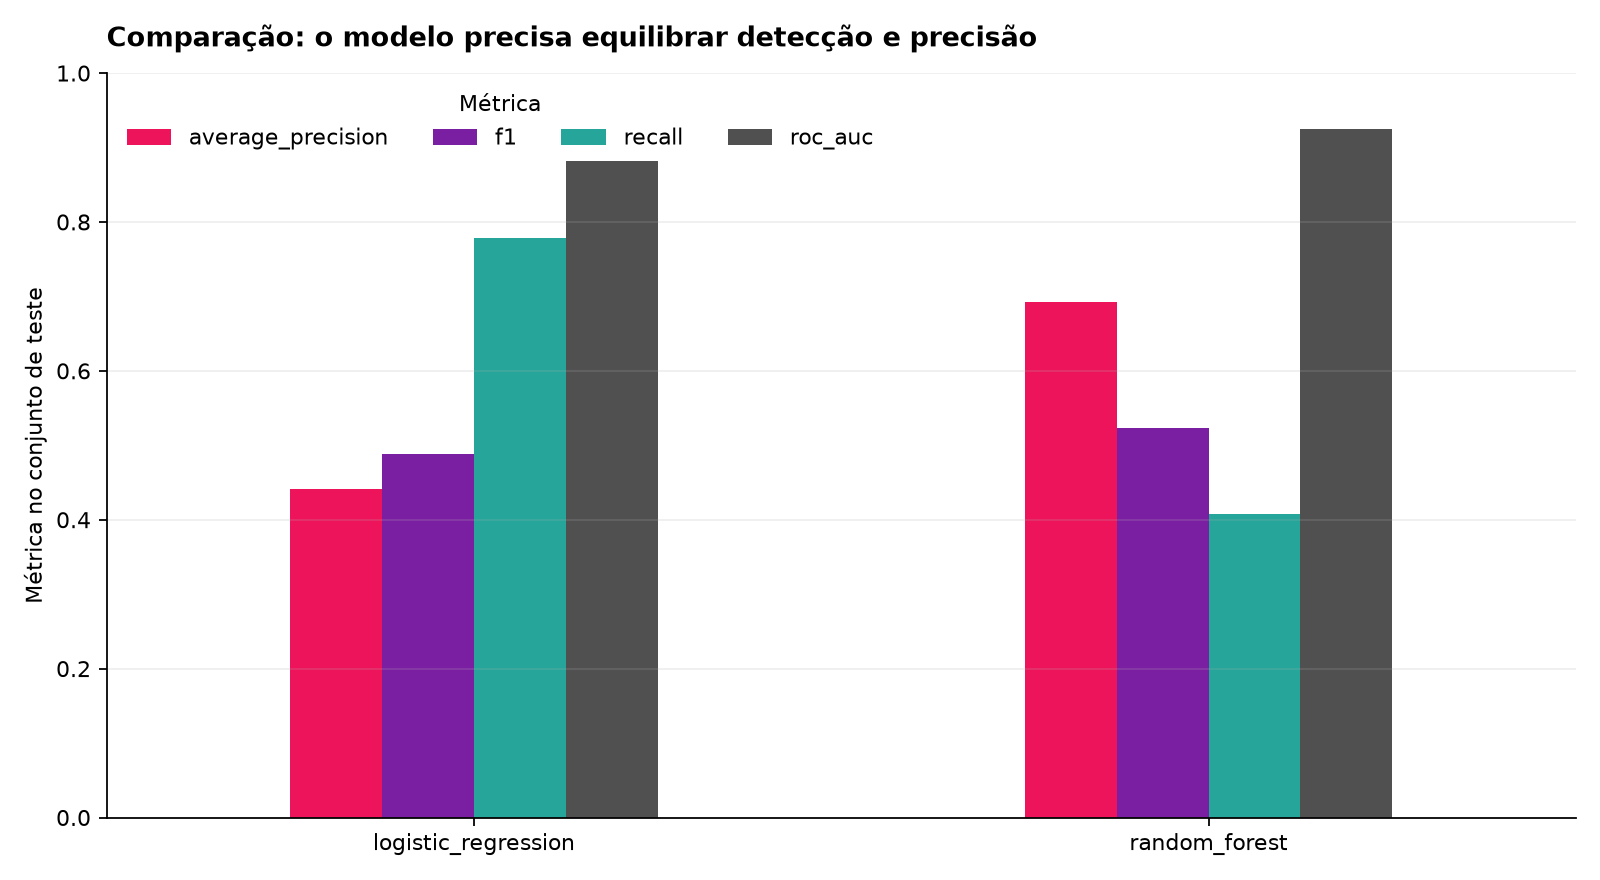 Comparação: o modelo precisa equilibrar detecção e precisão
Métrica
average_precision f1 recall roc_auc
Métrica no conjunto de teste
1.0
0.8
0.6
0.4
0.2
0.0
logistic_regression random_forest